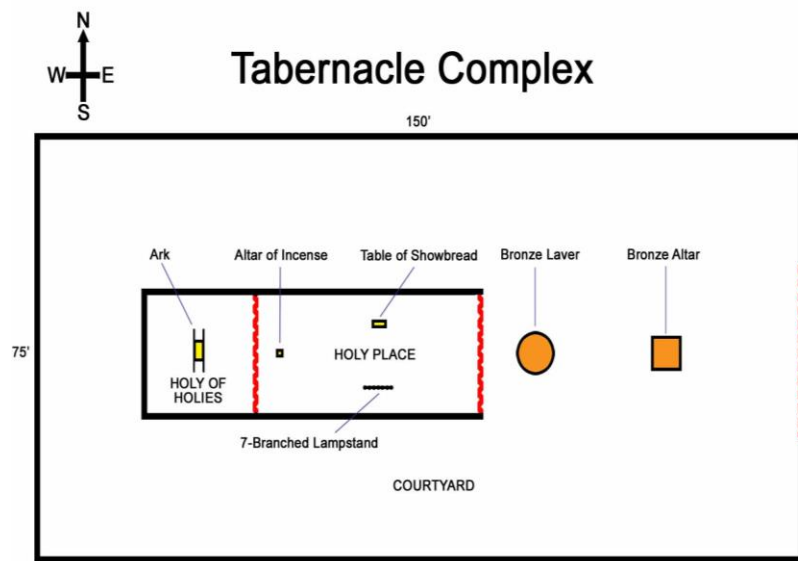 N
W E
S
Tabernacle Complex
150'
Ark
Altar of Incense
Table of Showbread
Bronze Laver
Bronze Altar
75'
HOLY PLACE
HOLY OF
HOLIES
7-Branched Lampstand
COURTYARD